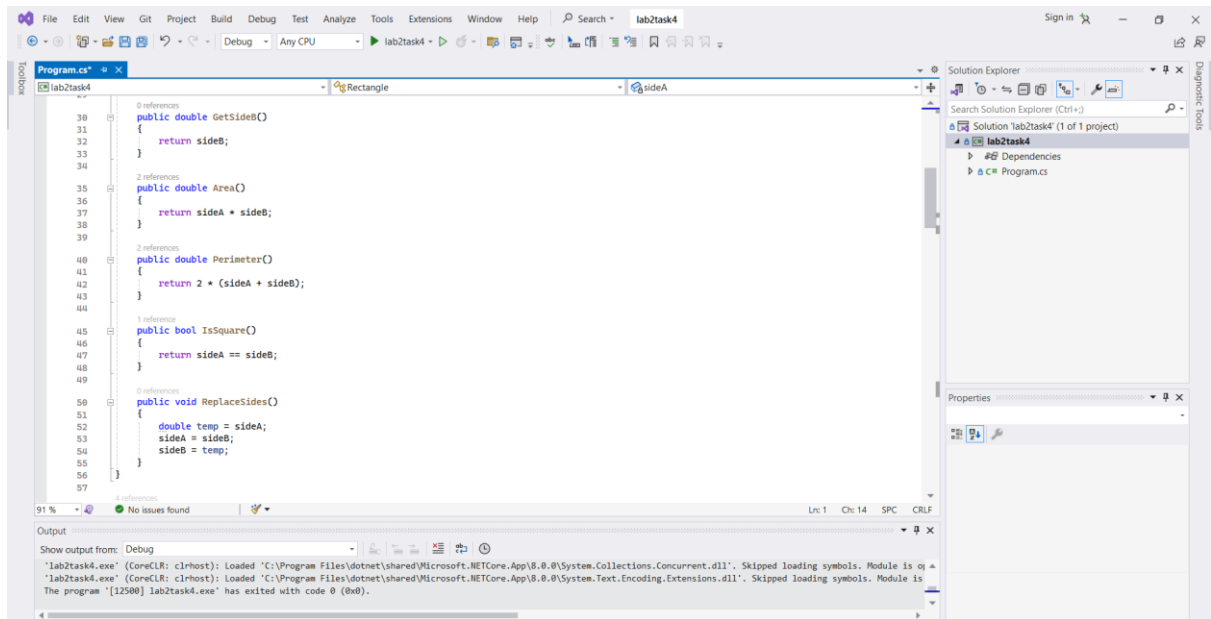 File Edit View Git Project Build Debug Test Analyze Tools Extensions Window Help Search lab2task4 Sign in
Debug Any CPU lab2task4
Toolbox
Program.cs*
lab2task4 Rectangle sideA
0 references
30 public double GetSideB()
31 {
32 return sideB;
33 }
34
2 references
35 public double Area()
36 {
37 return sideA * sideB;
38 }
39
2 references
40 public double Perimeter()
41 {
42 return 2 * (sideA + sideB);
43 }
44
1 reference
45 public bool IsSquare()
46 {
47 return sideA == sideB;
48 }
49
0 references
50 public void ReplaceSides()
51 {
52 double temp = sideA;
53 sideA = sideB;
54 sideB = temp;
55 }
56 }
57
4 references
91 % No issues found Ln: 1 Ch: 14 SPC CRLF
Output
Show output from: Debug
'lab2task4.exe' (CoreCLR: clrhost): Loaded 'C:\Program Files\dotnet\shared\Microsoft.NETCore.App\8.0.0\System.Collections.Concurrent.dll'. Skipped loading symbols. Module is o
'lab2task4.exe' (CoreCLR: clrhost): Loaded 'C:\Program Files\dotnet\shared\Microsoft.NETCore.App\8.0.0\System.Text.Encoding.Extensions.dll'. Skipped loading symbols. Module is
The program '[12500] lab2task4.exe' has exited with code 0 (0x0).
Solution Explorer
Search Solution Explorer (Ctrl+;)
Solution 'lab2task4' (1 of 1 project)
C# lab2task4
Dependencies
C# Program.cs
Properties
Diagnostic Tools